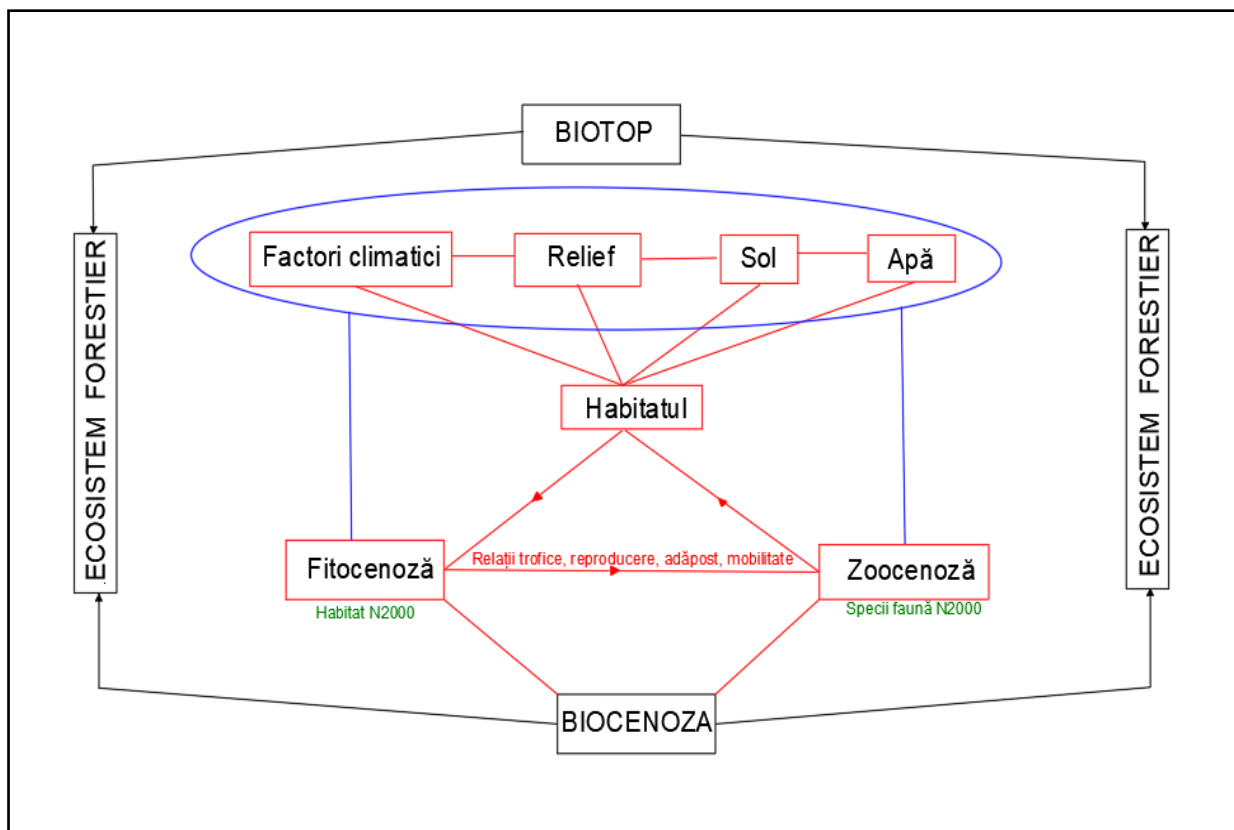 BIOTOP
ECOSISTEM FORESTIER
Factori climatici
Relief
Sol
Apă
ECOSISTEM FORESTIER
Habitatul
Relații trofice, reproducere, adăpost, mobilitate
Fitocenoză
Zoocenoză
Habitat N2000
Specii faună N2000
BIOCENOZA